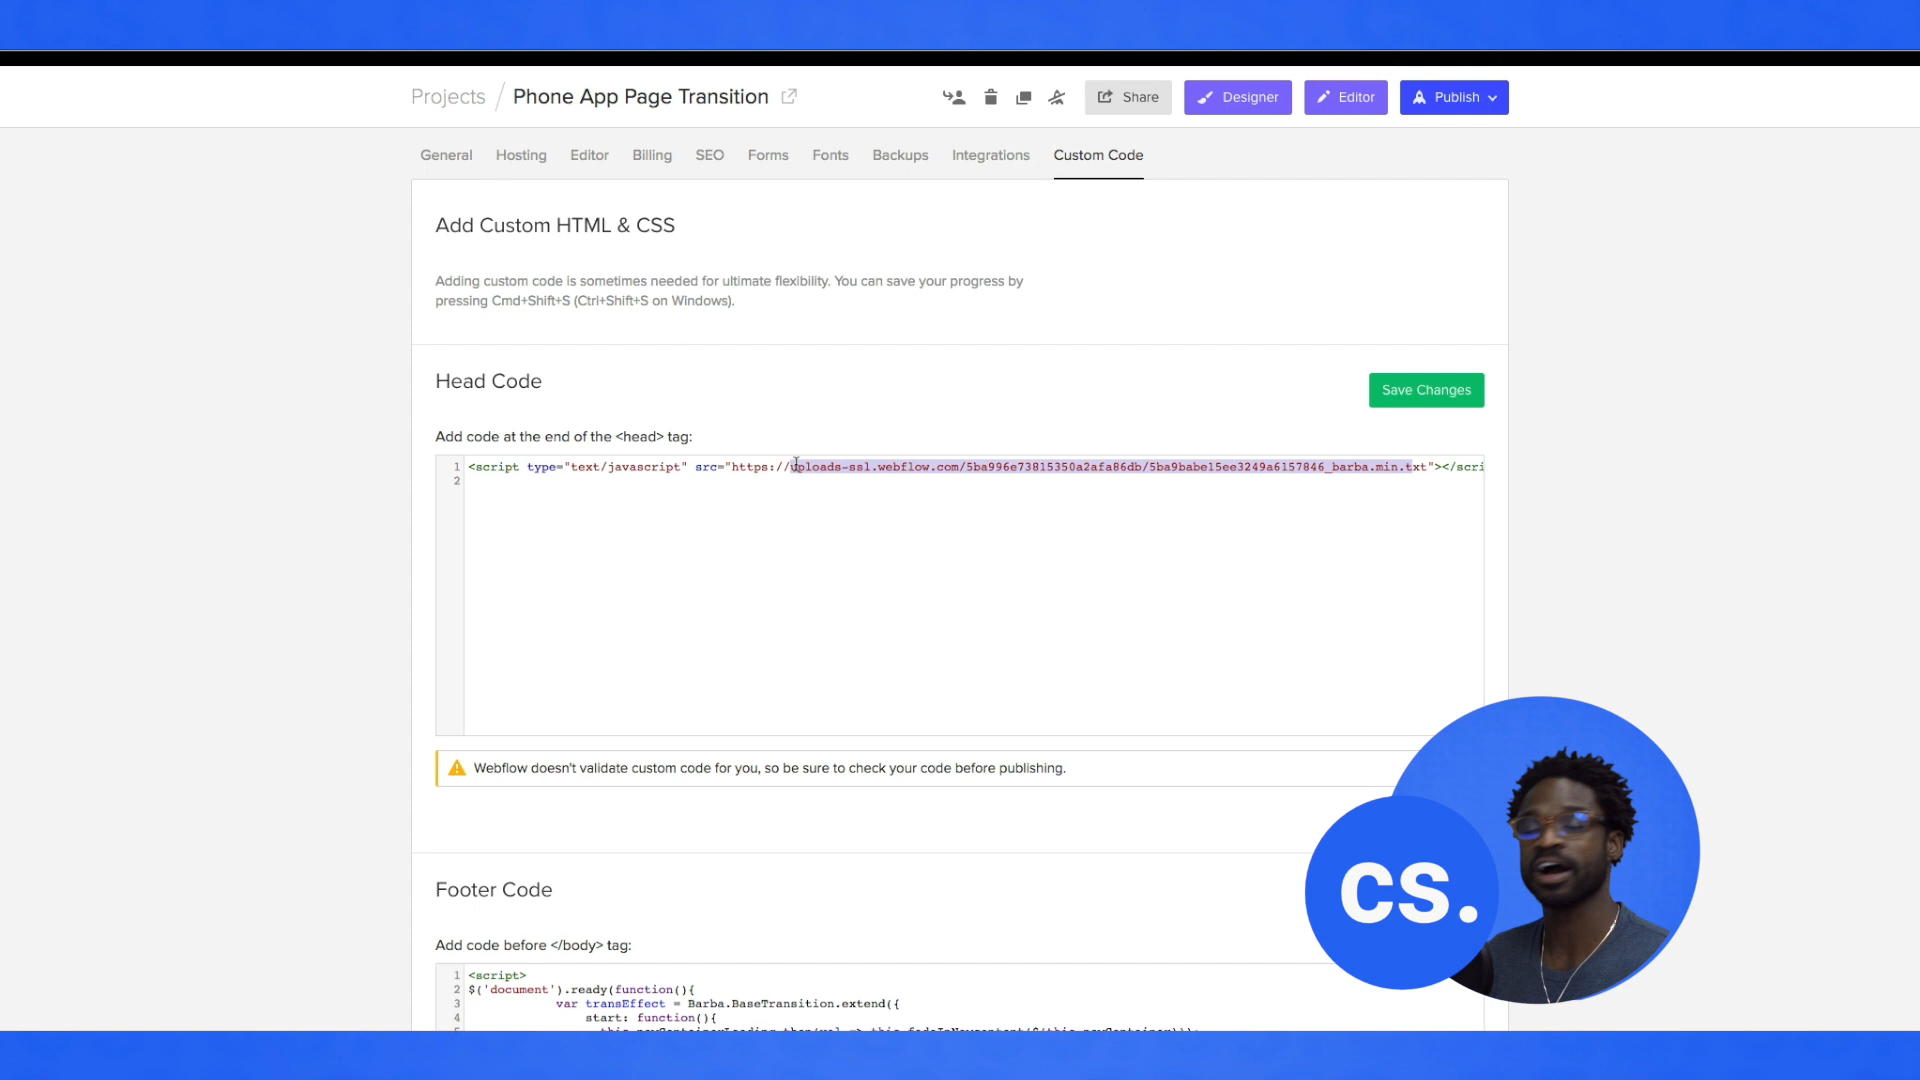 Projects / Phone App Page Transition
Share
Designer
Editor
Publish
General Hosting Editor Billing SEO Forms Fonts Backups Integrations Custom Code
Add Custom HTML & CSS
Adding custom code is sometimes needed for ultimate flexibility. You can save your progress by
pressing Cmd+Shift+S (Ctrl+Shift+S on Windows).
Head Code
Save Changes
Add code at the end of the <head> tag:
1 <script type="text/javascript" src="https://uploads-ssl.webflow.com/5ba996e73815350a2afa86db/5ba9babe15ee3249a6157846_barba.min.txt"></scri
2
Webflow doesn't validate custom code for you, so be sure to check your code before publishing.
Footer Code
Add code before </body> tag:
1 <script>
2 $('document').ready(function(){
3 var transEffect = Barba.BaseTransition.extend({
4 start: function(){
cs.